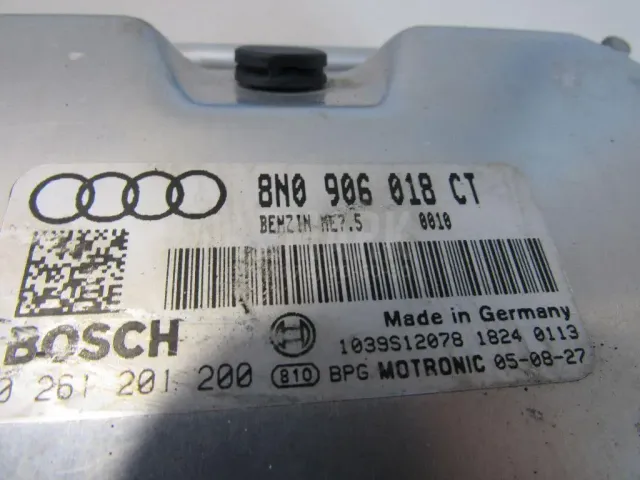 8N0 906 018 CT
BENZIN ME7.5 0010
Made in Germany
BOSCH
1039S12078 1824 0113
0 261 201 200 810 BPG MOTRONIC 05-08-27